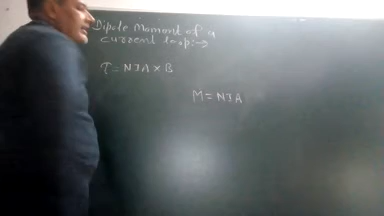 Dipole Moment of a
current loop:→
τ = NIA × B
M = NIA